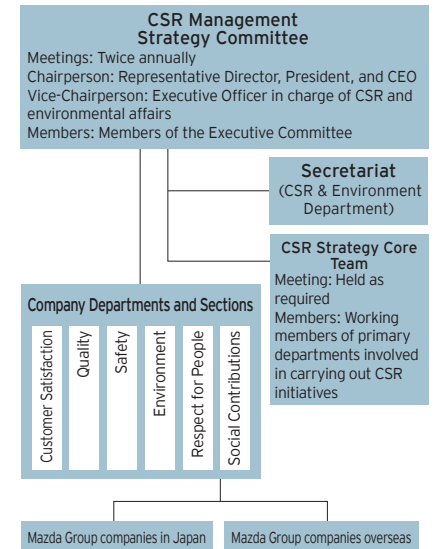 CSR Management
Strategy Committee
Meetings: Twice annually
Chairperson: Representative Director, President, and CEO
Vice-Chairperson: Executive Officer in charge of CSR and
environmental affairs
Members: Members of the Executive Committee
Secretariat
(CSR & Environment
Department)
CSR Strategy Core
Team
Meeting: Held as
required
Members: Working
members of primary
departments involved
in carrying out CSR
initiatives
Company Departments and Sections
Customer Satisfaction
Quality
Safety
Environment
Respect for People
Social Contributions
Mazda Group companies in Japan
Mazda Group companies overseas